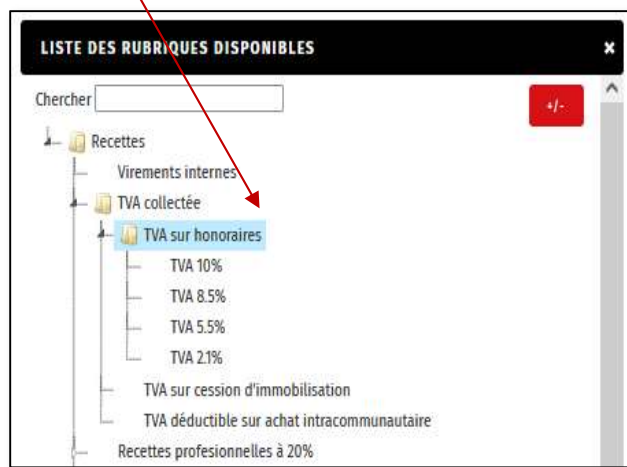 LISTE DES RUBRIQUES DISPONIBLES ×
Chercher +/-
Recettes
Virements internes
TVA collectée
TVA sur honoraires
TVA 10%
TVA 8.5%
TVA 5.5%
TVA 2.1%
TVA sur cession d'immobilisation
TVA déductible sur achat intracommunautaire
Recettes profesionnelles à 20%